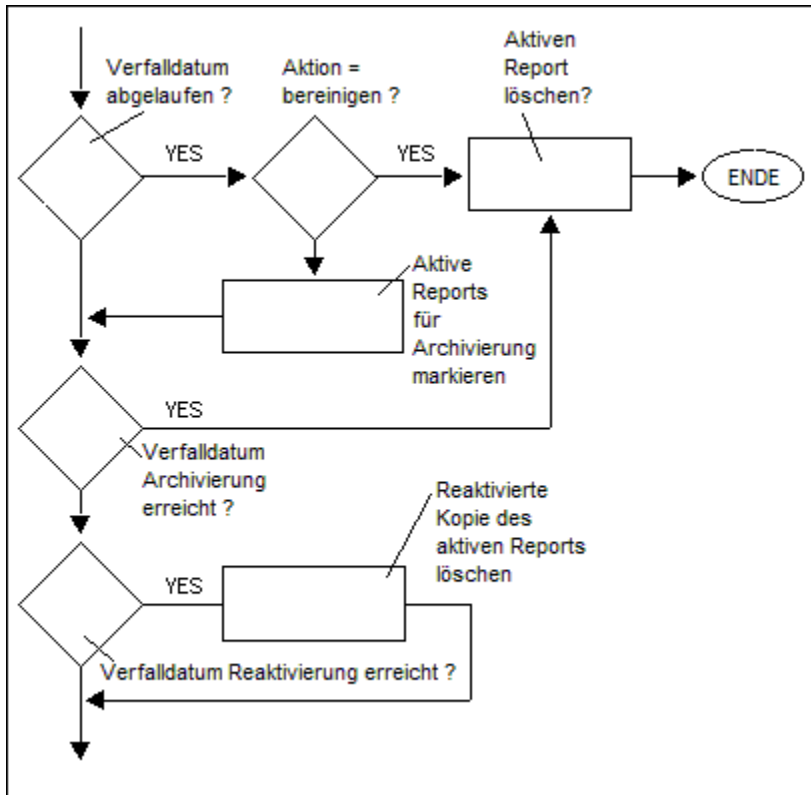 Verfalldatum
abgelaufen ?
Aktion =
bereinigen ?
Aktiven
Report
löschen?
YES
YES
ENDE
Aktive
Reports
für
Archivierung
markieren
YES
Verfalldatum
Archivierung
erreicht ?
Reaktivierte
Kopie des
aktiven Reports
löschen
YES
Verfalldatum Reaktivierung erreicht ?